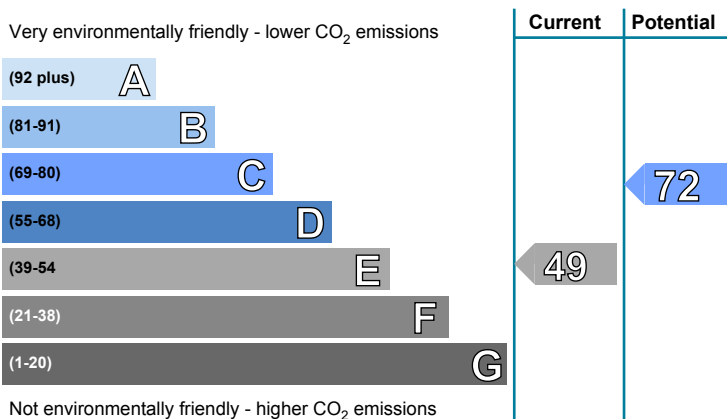 Current Potential
Very environmentally friendly - lower CO2 emissions
(92 plus) A
(81-91) B
(69-80) C
72
(55-68) D
(39-54 E
49
(21-38) F
(1-20) G
Not environmentally friendly - higher CO2 emissions